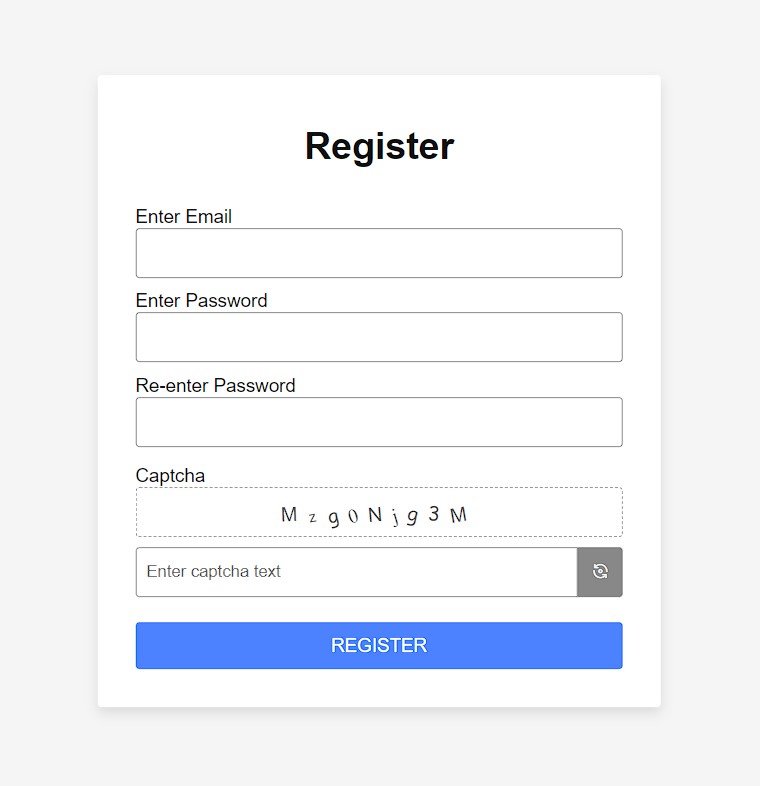 Register
Enter Email
Enter Password
Re-enter Password
Captcha
M z g 0 N j g 3 M
Enter captcha text
REGISTER